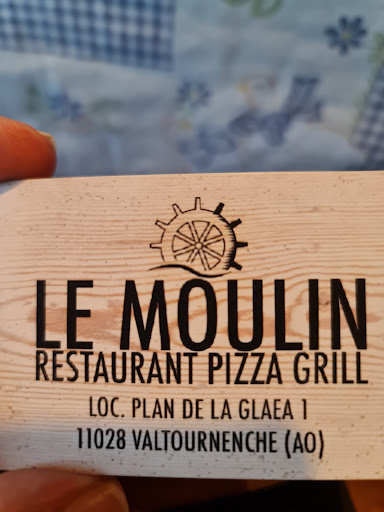 LE MOULIN
RESTAURANT PIZZA GRILL
LOC. PLAN DE LA GLAEA 1
11028 VALTOURNENCHE (AO)